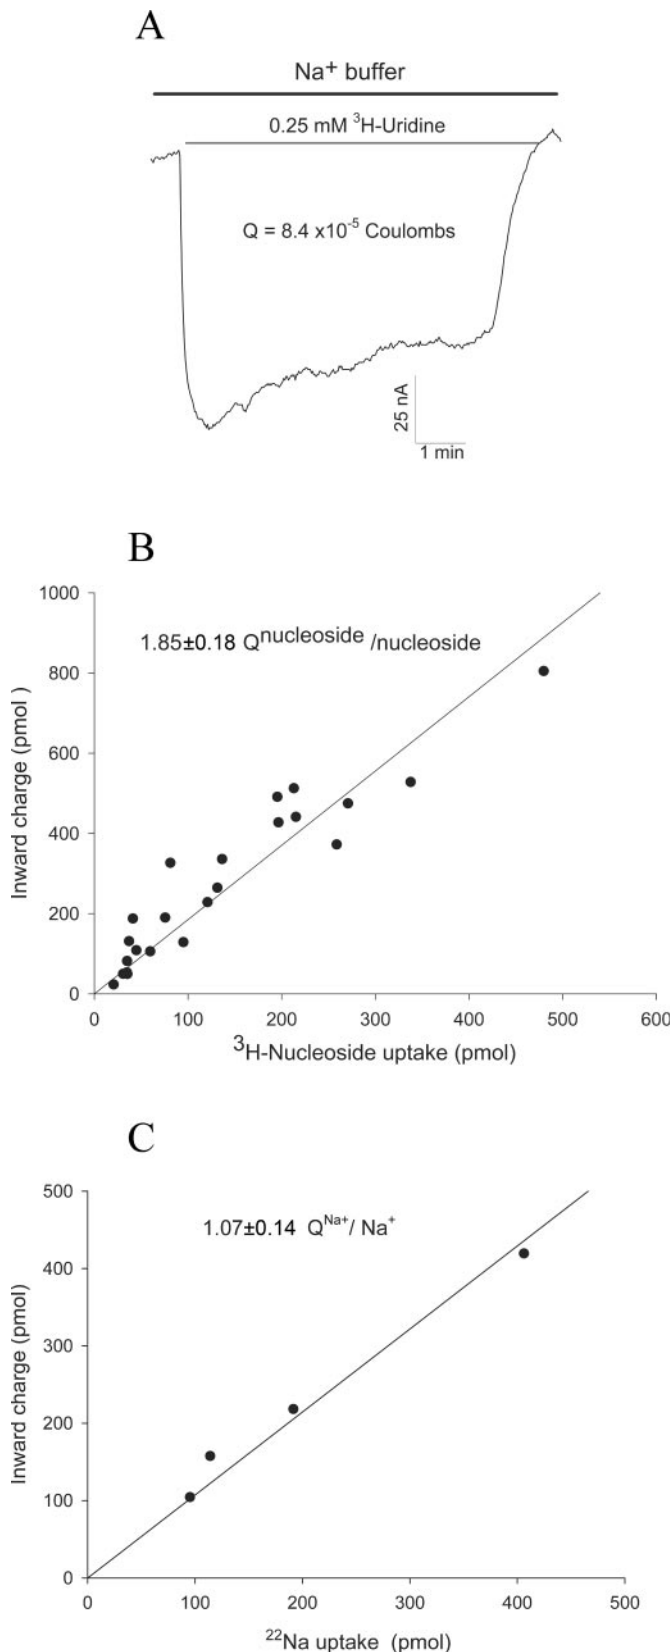 A
Na⁺ buffer
0.25 mM ³H-Uridine
Q = 8.4 x10⁻⁵ Coulombs
25 nA
1 min
B
1000
800
600
400
200
0
1.85±0.18 Q^nucleoside /nucleoside
Inward charge (pmol )
0 100 200 300 400 500 600
³H-Nucleoside uptake (pmol)
C
500
400
300
200
100
0
1.07±0.14 Q^Na+/ Na⁺
Inward charge (pmol)
0 100 200 300 400 500
²²Na uptake (pmol)